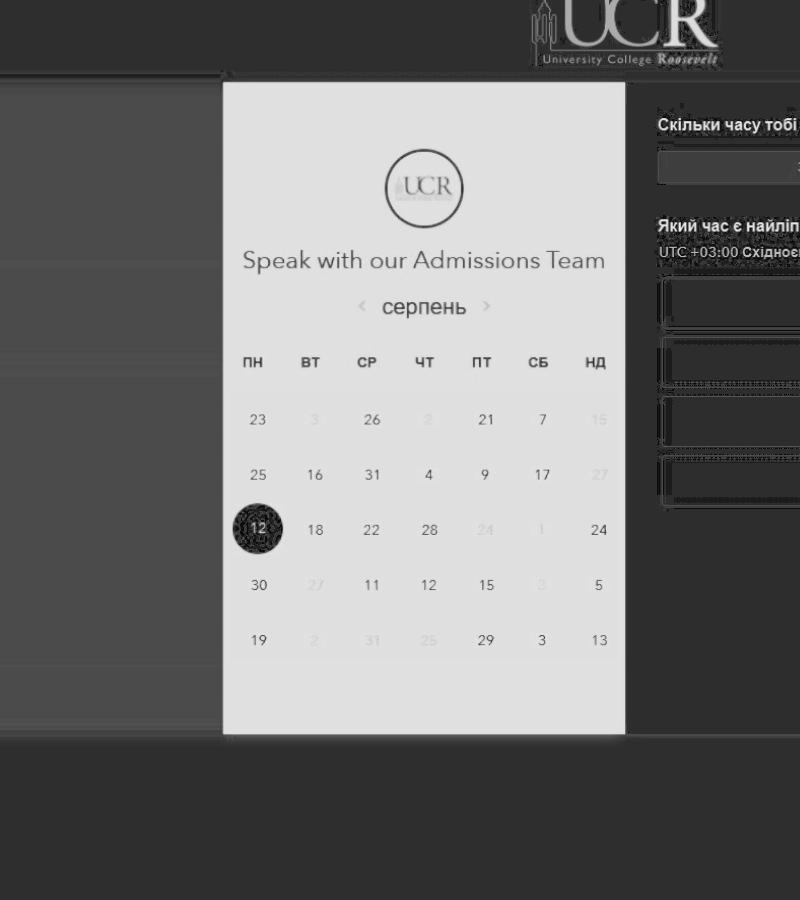 UCR
University College Roosevelt
UCR
Speak with our Admissions Team
< серпень >
ПН ВТ СР ЧТ ПТ СБ НД
23 3 26 2 21 7 15
25 16 31 4 9 17 27
12 18 22 28 24 1 24
30 27 11 12 15 3 5
19 2 31 25 29 3 13
Скільки часу тобі
Який час є найліп
UTC +03:00 Східноє